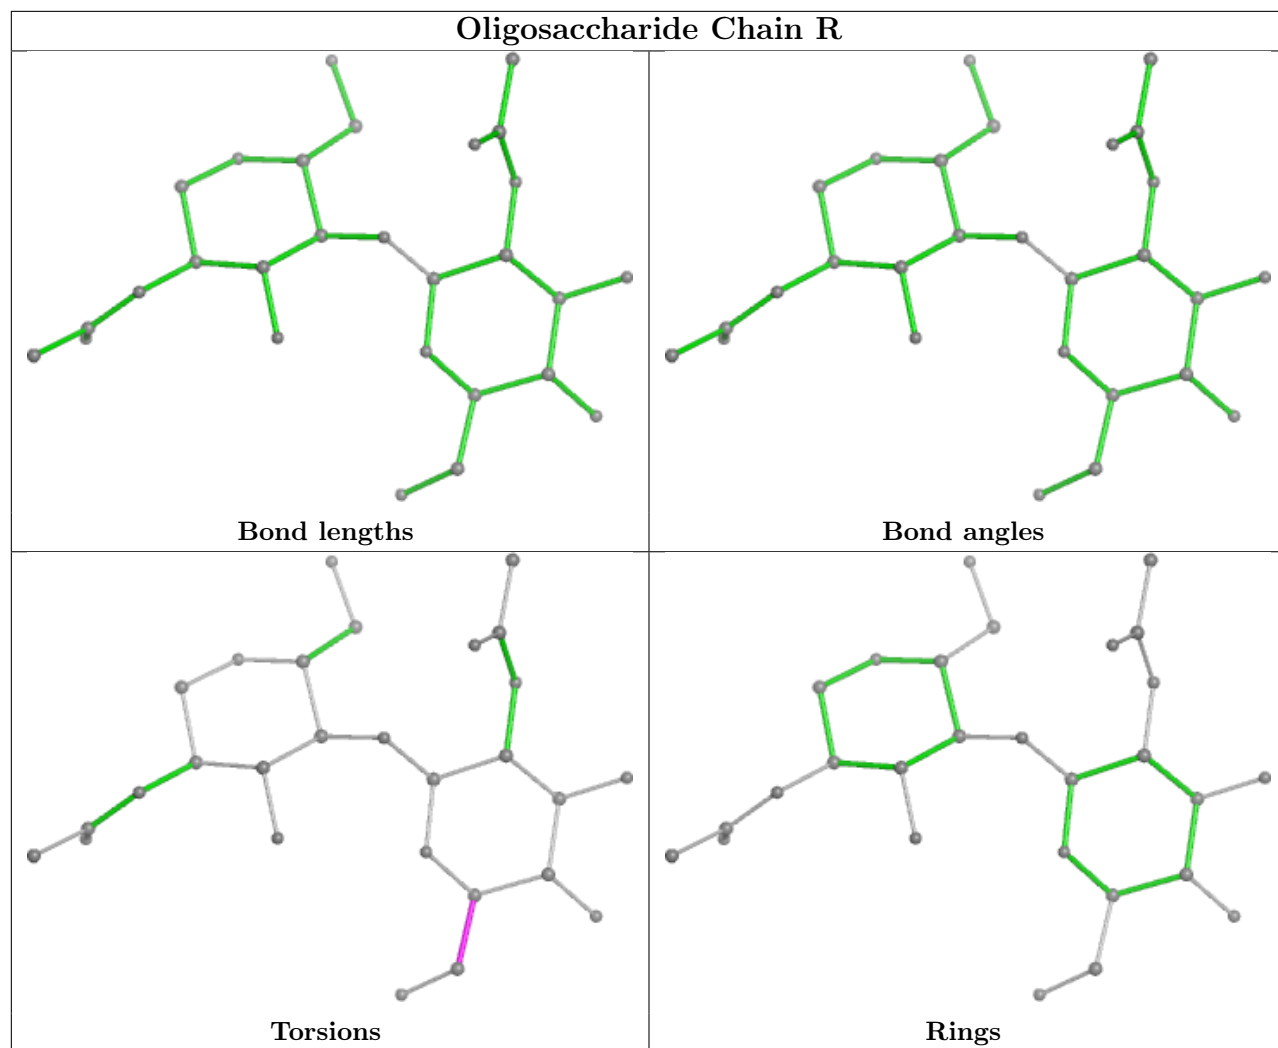 Oligosaccharide Chain R
Bond lengths
Bond angles
Torsions
Rings